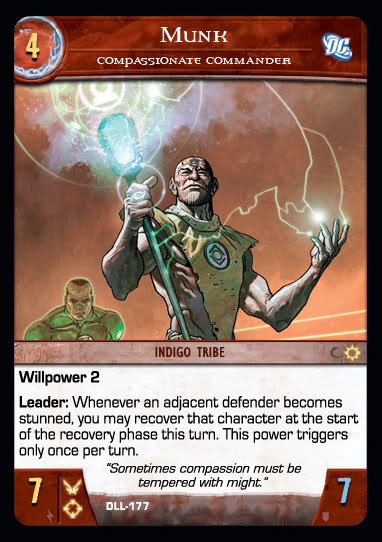 4
Munk
DC
COMPASSIONATE COMMANDER
INDIGO TRIBE
Willpower 2
Leader: Whenever an adjacent defender becomes
stunned, you may recover that character at the start
of the recovery phase this turn. This power triggers
only once per turn.
"Sometimes compassion must be
tempered with might."
7
DLL-177
7